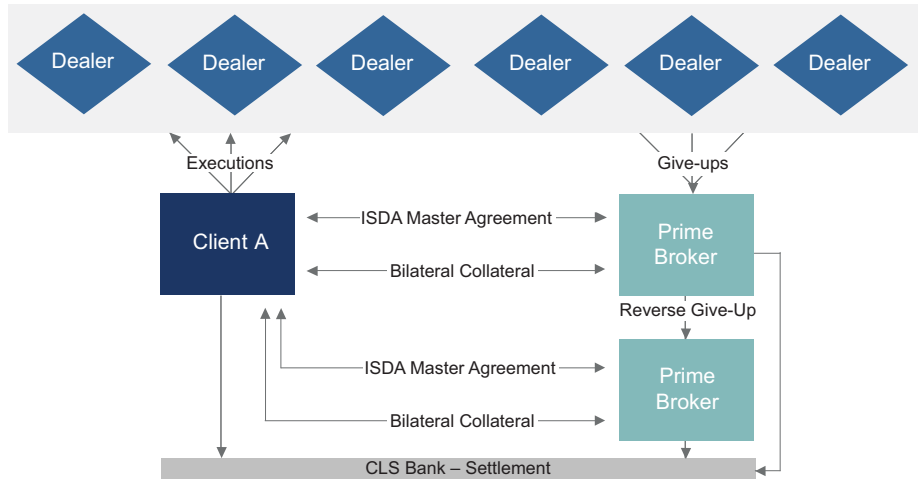 Dealer
Dealer
Dealer
Dealer
Dealer
Dealer
Executions
Give-ups
Client A
ISDA Master Agreement
Bilateral Collateral
Prime
Broker
Reverse Give-Up
ISDA Master Agreement
Bilateral Collateral
Prime
Broker
CLS Bank – Settlement